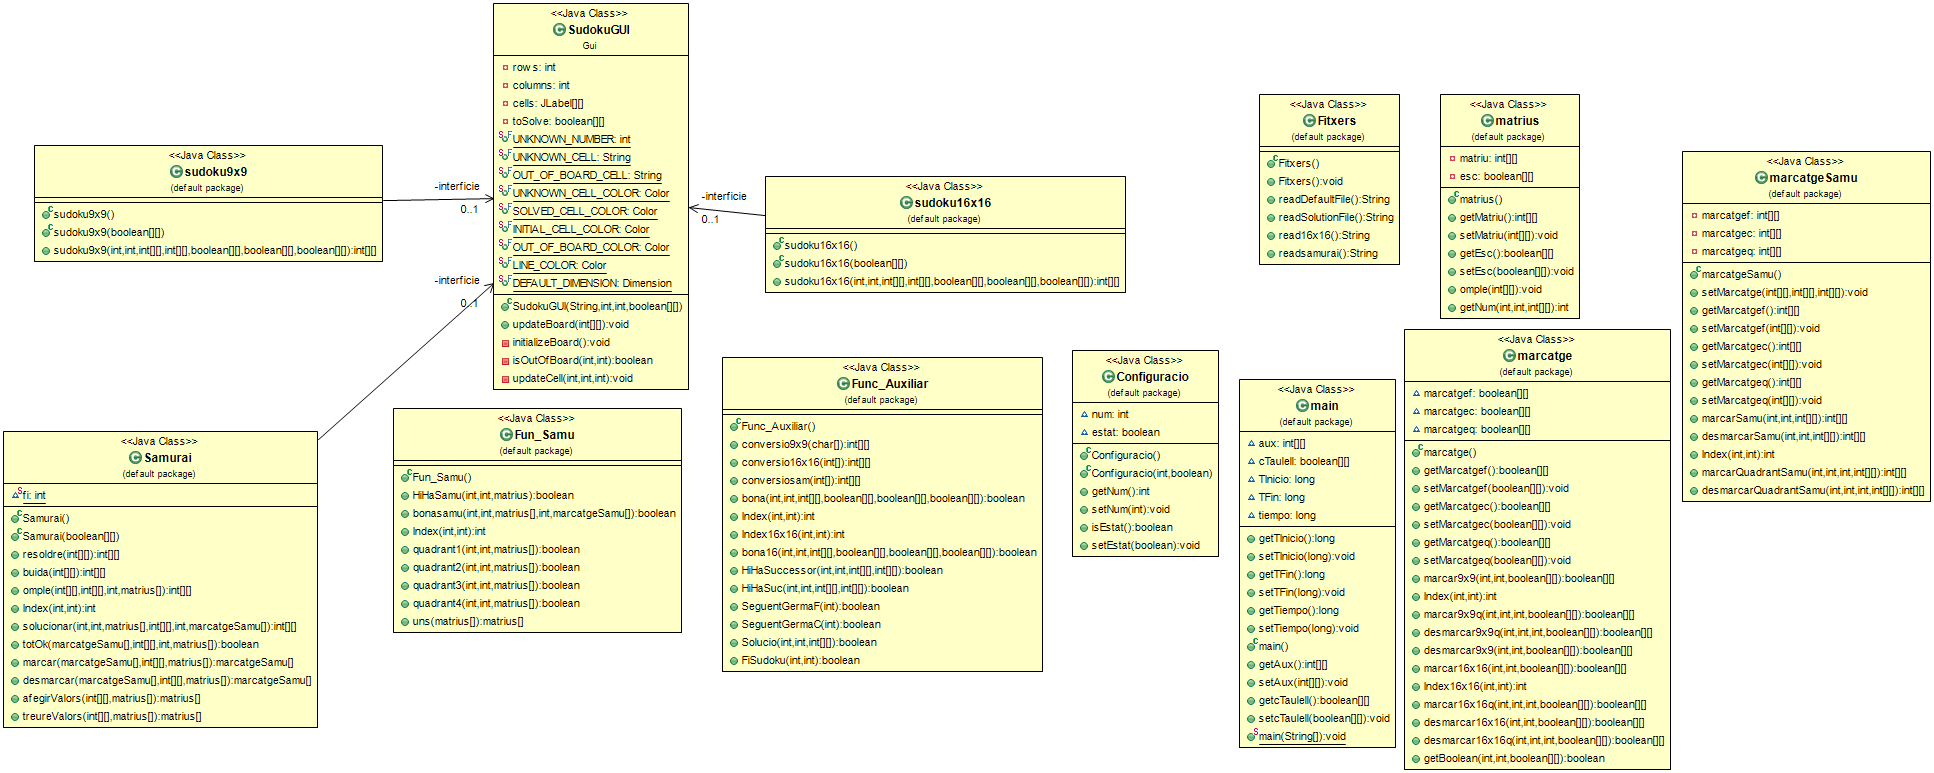 <<Java Class>>
SudokuGUI
Gui
rows: int
columns: int
cells: JLabel[][]
toSolve: boolean[][]
UNKNOWN_NUMBER: int
UNKNOWN_CELL: String
OUT_OF_BOARD_CELL: String
UNKNOWN_CELL_COLOR: Color
SOLVED_CELL_COLOR: Color
INITIAL_CELL_COLOR: Color
OUT_OF_BOARD_COLOR: Color
LINE_COLOR: Color
DEFAULT_DIMENSION: Dimension
SudokuGUI(String,int,int,boolean[][])
updateBoard(int[][]):void
initializeBoard():void
isOutOfBoard(int,int):boolean
updateCell(int,int,int):void
<<Java Class>>
sudoku9x9
(default package)
sudoku9x9()
sudoku9x9(boolean[][])
sudoku9x9(int,int,int[][],int[][],boolean[][],boolean[][],boolean[][]):int[][]
-interficie
0..1
-interficie
0..1
-interficie
0..1
<<Java Class>>
sudoku16x16
(default package)
sudoku16x16()
sudoku16x16(boolean[][])
sudoku16x16(int,int,int[][],int[][],boolean[][],boolean[][],boolean[][]):int[][]
<<Java Class>>
Fitxers
(default package)
Fitxers()
Fitxers():void
readDefaultFile():String
readSolutionFile():String
read16x16():String
readsamurai():String
<<Java Class>>
matrius
(default package)
matriu: int[][]
esc: boolean[][]
matrius()
getMatriu():int[][]
setMatriu(int[][]):void
getEsc():boolean[][]
setEsc(boolean[][]):void
omple(int[][]):void
getNum(int,int,int[][]):int
<<Java Class>>
marcatgeSamu
(default package)
marcatgef: int[][]
marcatgec: int[][]
marcatgeq: int[][]
marcatgeSamu()
setMarcatge(int[][],int[][],int[][]):void
getMarcatgef():int[][]
setMarcatgef(int[][]):void
getMarcatgec():int[][]
setMarcatgec(int[][]):void
getMarcatgeq():int[][]
setMarcatgeq(int[][]):void
marcarSamu(int,int,int[][]):int[][]
desmarcarSamu(int,int,int[][]):int[][]
Index(int,int):int
marcarQuadrantSamu(int,int,int,int[][]):int[][]
desmarcarQuadrantSamu(int,int,int,int[][]):int[][]
<<Java Class>>
Samurai
(default package)
fi: int
Samurai()
Samurai(boolean[][])
resoldre(int[][]):int[][]
buida(int[][]):int[][]
omple(int[][],int[][],int,matrius[]):int[][]
Index(int,int):int
solucionar(int,int,matrius[],int[][],int,marcatgeSamu[]):int[][]
totOk(marcatgeSamu[],int[][],int,matrius[]):boolean
marcar(marcatgeSamu[],int[][],matrius[]):marcatgeSamu[]
desmarcar(marcatgeSamu[],int[][],matrius[]):marcatgeSamu[]
afegirValors(int[][],matrius[]):matrius[]
treureValors(int[][],matrius[]):matrius[]
<<Java Class>>
Fun_Samu
(default package)
Fun_Samu()
HiHaSamu(int,int,matrius):boolean
bonasamu(int,int,matrius[],int,marcatgeSamu[]):boolean
Index(int,int):int
quadrant1(int,int,matrius[]):boolean
quadrant2(int,int,matrius[]):boolean
quadrant3(int,int,matrius[]):boolean
quadrant4(int,int,matrius[]):boolean
uns(matrius[]):matrius[]
<<Java Class>>
Func_Auxiliar
(default package)
Func_Auxiliar()
conversio9x9(char[]):int[][]
conversio16x16(int[]):int[][]
conversiosam(int[]):int[][]
bona(int,int,int[][],boolean[][],boolean[][],boolean[][]):boolean
Index(int,int):int
Index16x16(int,int):int
bona16(int,int,int[][],boolean[][],boolean[][],boolean[][]):boolean
HiHaSuccessor(int,int,int[][],int[][]):boolean
HiHaSuc(int,int,int[][],int[][]):boolean
SeguentGermaF(int):boolean
SeguentGermaC(int):boolean
Solucio(int,int,int[][]):boolean
FiSudoku(int,int):boolean
<<Java Class>>
Configuracio
(default package)
num: int
estat: boolean
Configuracio()
Configuracio(int,boolean)
getNum():int
setNum(int):void
isEstat():boolean
setEstat(boolean):void
<<Java Class>>
main
(default package)
aux: int[][]
cTaulell: boolean[][]
TInicio: long
TFin: long
tiempo: long
getTInicio():long
setTInicio(long):void
getTFin():long
setTFin(long):void
getTiempo():long
setTiempo(long):void
main()
getAux():int[][]
setAux(int[][]):void
getcTaulell():boolean[][]
setcTaulell(boolean[][]):void
main(String[]):void
<<Java Class>>
marcatge
(default package)
marcatgef: boolean[][]
marcatgec: boolean[][]
marcatgeq: boolean[][]
marcatge()
getMarcatgef():boolean[][]
setMarcatgef(boolean[][]):void
getMarcatgec():boolean[][]
setMarcatgec(boolean[][]):void
getMarcatgeq():boolean[][]
setMarcatgeq(boolean[][]):void
marcar9x9(int,int,boolean[][]):boolean[][]
Index(int,int):int
marcar9x9q(int,int,int,boolean[][]):boolean[][]
desmarcar9x9q(int,int,int,boolean[][]):boolean[][]
desmarcar9x9(int,int,boolean[][]):boolean[][]
marcar16x16(int,int,boolean[][]):boolean[][]
Index16x16(int,int):int
marcar16x16q(int,int,int,boolean[][]):boolean[][]
desmarcar16x16(int,int,boolean[][]):boolean[][]
desmarcar16x16q(int,int,int,boolean[][]):boolean[][]
getBoolean(int,int,boolean[][]):boolean